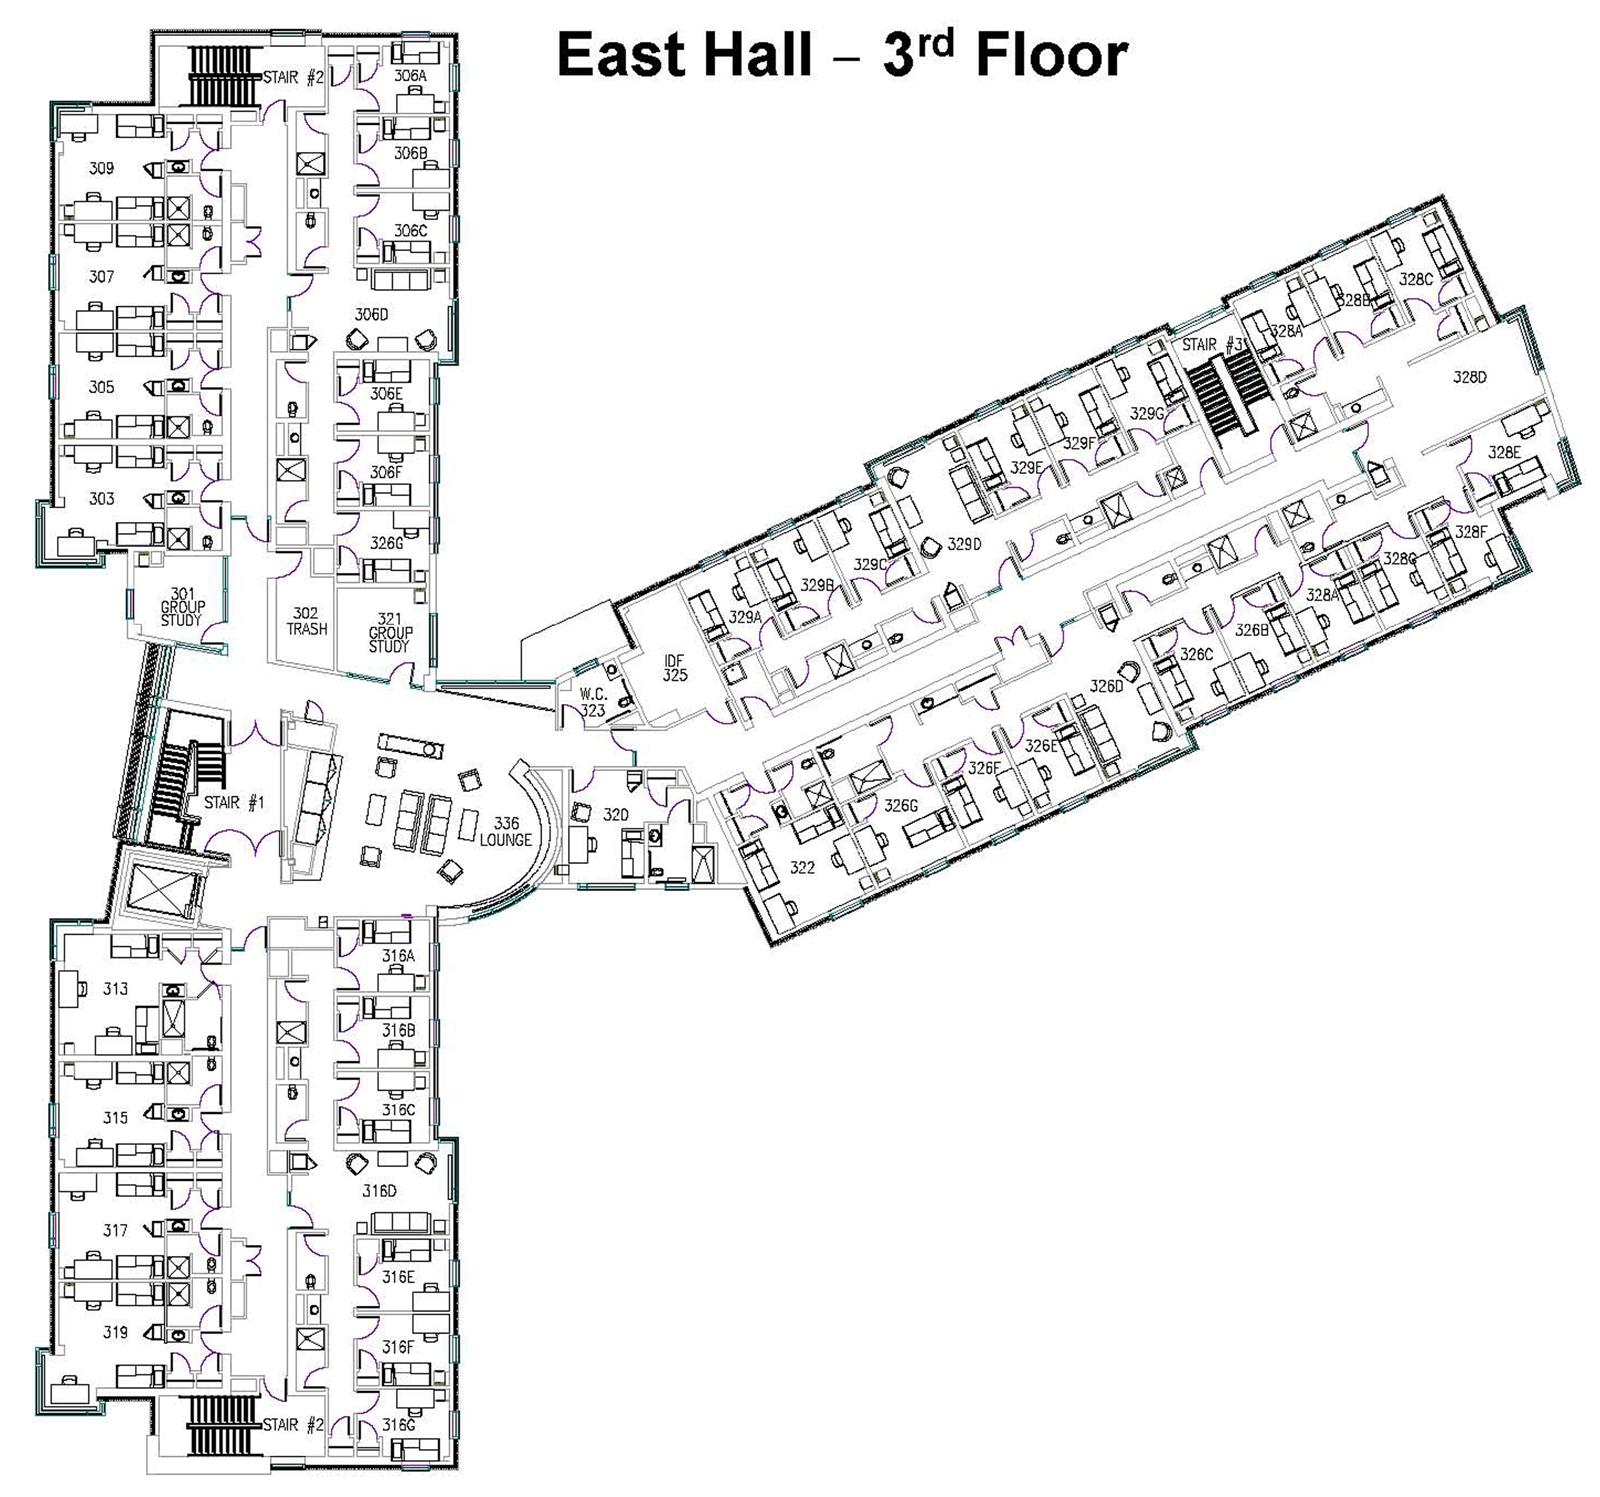 East Hall – 3rd Floor
STAIR #2
306A
309
306B
306C
307
306D
305
306E
306F
303
326G
301
GROUP
STUDY
302
TRASH
321
GROUP
STUDY
328C
328B
328A
STAIR #3
328D
329G
329F
329E
328E
329D
328F
329C
328G
329B
328A
329A
326B
326C
IDF
325
326D
W.C.
323
326E
326F
326G
STAIR #1
336
LOUNGE
32D
322
313
316A
316B
316C
315
316D
317
316E
319
316F
STAIR #2
316G